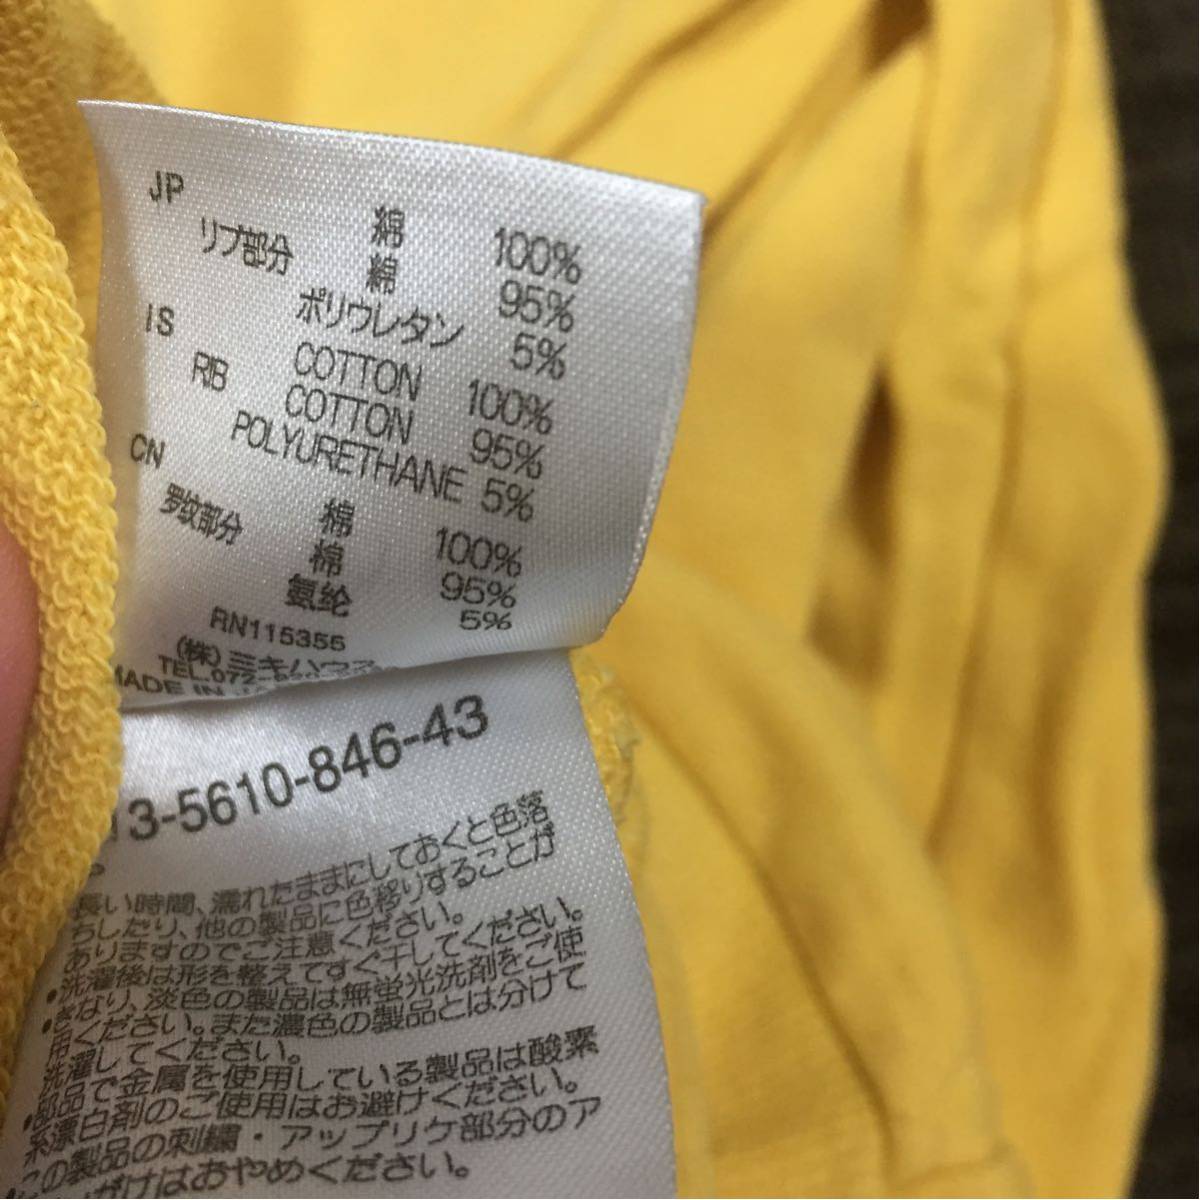 JP 綿 100%
リブ部分 綿 95%
ポリウレタン 5%
IS COTTON 100%
RIB COTTON 95%
POLYURETHANE 5%
CN 棉 100%
罗纹部分 棉 95%
氨纶 5%
RN115355
(株)ミキハウス
TEL.072-
MADE IN
13-5610-846-43
長い時間、濡れたままにしておくと色落
ちしたり、他の製品に色移りすることが
ありますのでご注意ください。
・洗濯後は形を整えてすぐ干してください。
・きなり、淡色の製品は無蛍光洗剤をご使
用ください。また濃色の製品とは分けて
洗濯してください。
・部品で金属を使用している製品は酸素
系漂白剤のご使用はお避けください。
この製品の刺繍・アップリケ部分のア
がけはおやめください。